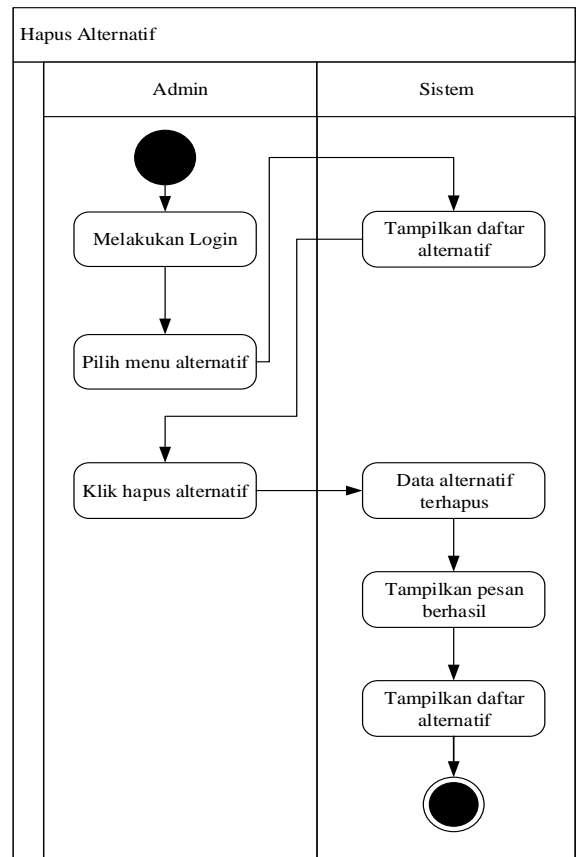 Hapus Alternatif
Admin
Sistem
Melakukan Login
Pilih menu alternatif
Tampilkan daftar
alternatif
Klik hapus alternatif
Data alternatif
terhapus
Tampilkan pesan
berhasil
Tampilkan daftar
alternatif